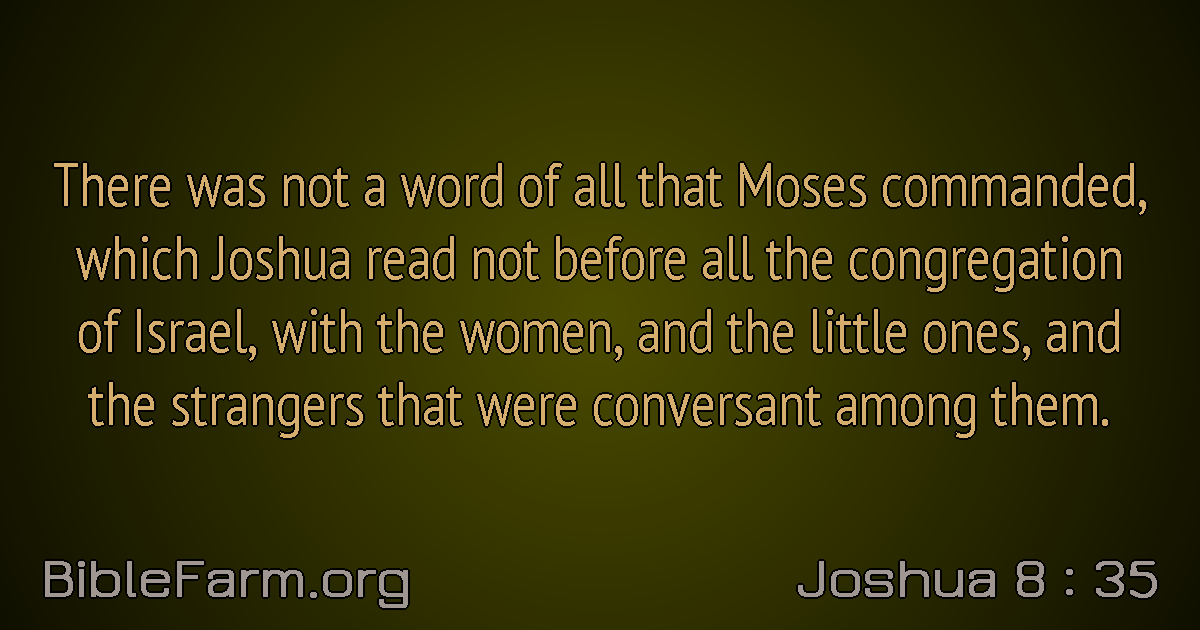 There was not a word of all that Moses commanded,
which Joshua read not before all the congregation
of Israel, with the women, and the little ones, and
the strangers that were conversant among them.
BibleFarm.org
Joshua 8 : 35